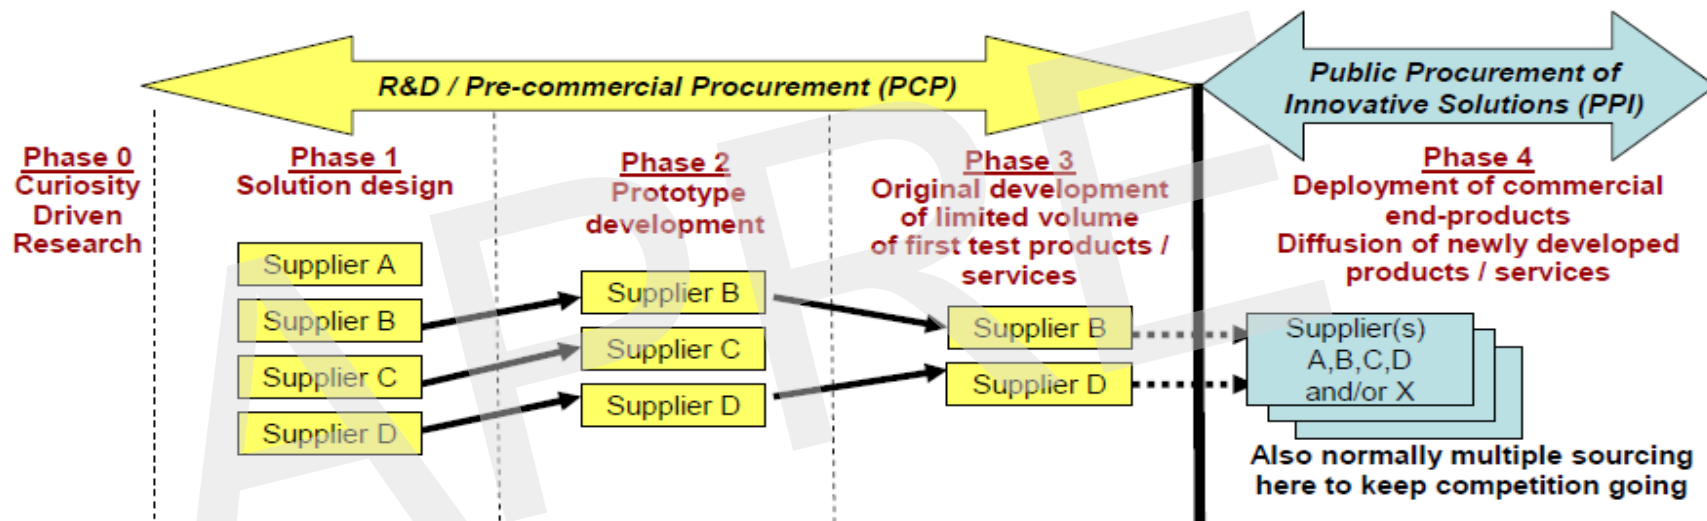 R&D / Pre-commercial Procurement (PCP)
Public Procurement of
Innovative Solutions (PPI)
Phase 0
Curiosity
Driven
Research
Phase 1
Solution design
Supplier A
Supplier B
Supplier C
Supplier D
Phase 2
Prototype
development
Supplier B
Supplier C
Supplier D
Phase 3
Original development
of limited volume
of first test products /
services
Supplier B
Supplier D
Phase 4
Deployment of commercial
end-products
Diffusion of newly developed
products / services
Supplier(s)
A,B,C,D
and/or X
Also normally multiple sourcing
here to keep competition going
APRE